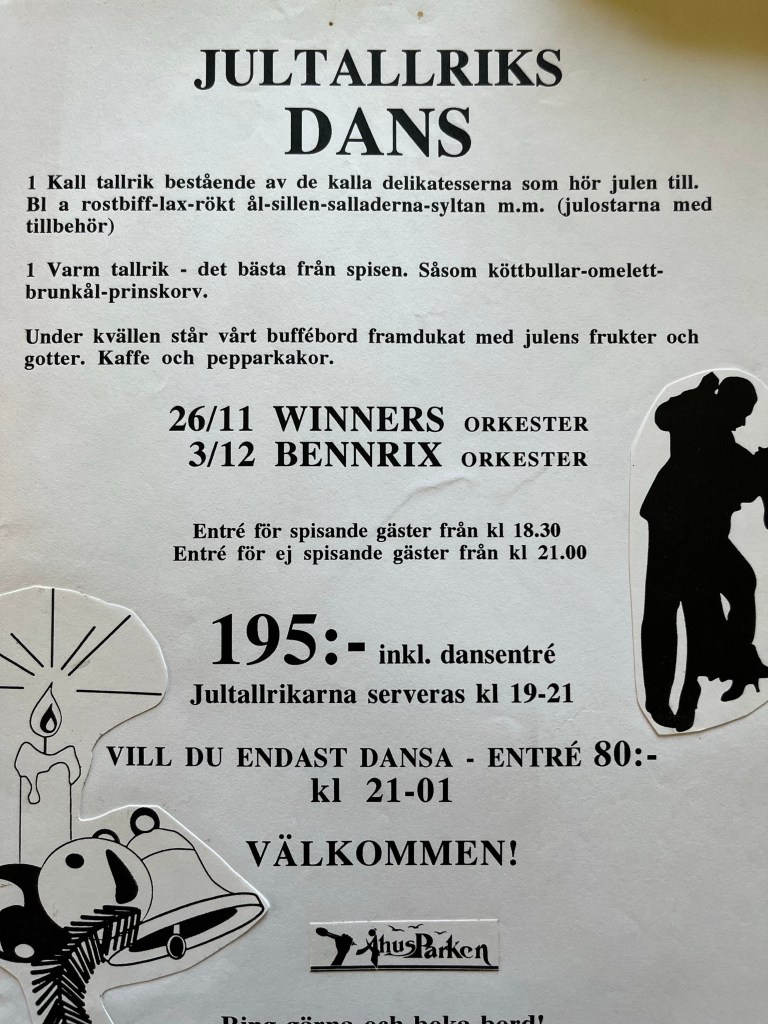 JULTALLRIKS
DANS
1 Kall tallrik bestående av de kalla delikatesserna som hör julen till.
Bl a rostbiff-lax-rökt ål-sillen-salladerna-syltan m.m. (julostarna med
tillbehör)
1 Varm tallrik - det bästa från spisen. Såsom köttbullar-omelett-
brunkål-prinskorv.
Under kvällen står vårt buffébord framdukat med julens frukter och
gotter. Kaffe och pepparkakor.
26/11 WINNERS ORKESTER
3/12 BENNRIX ORKESTER
Entré för spisande gäster från kl 18.30
Entré för ej spisande gäster från kl 21.00
195:- inkl. dansentré
Jultallrikarna serveras kl 19-21
VILL DU ENDAST DANSA - ENTRÉ 80:-
kl 21-01
VÄLKOMMEN!
ÅhusParken
Ring gärna och boka bord!